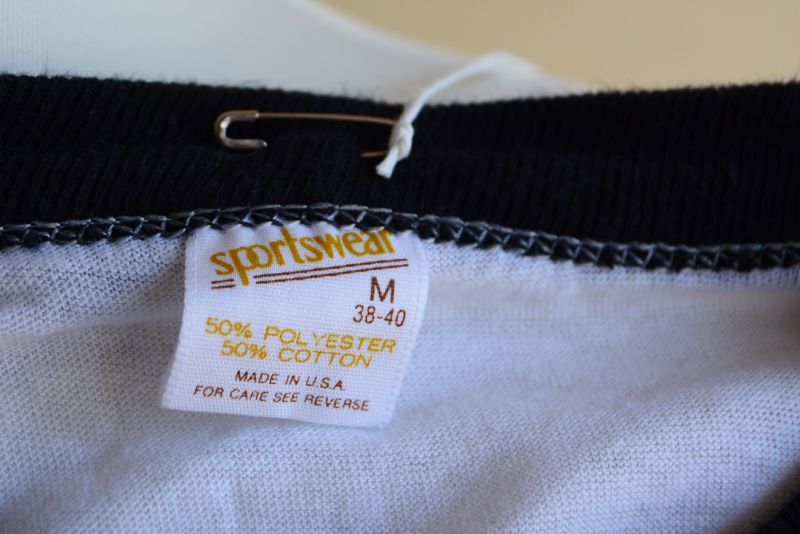 sportswear
M
38-40
50% POLYESTER
50% COTTON
MADE IN U.S.A.
FOR CARE SEE REVERSE